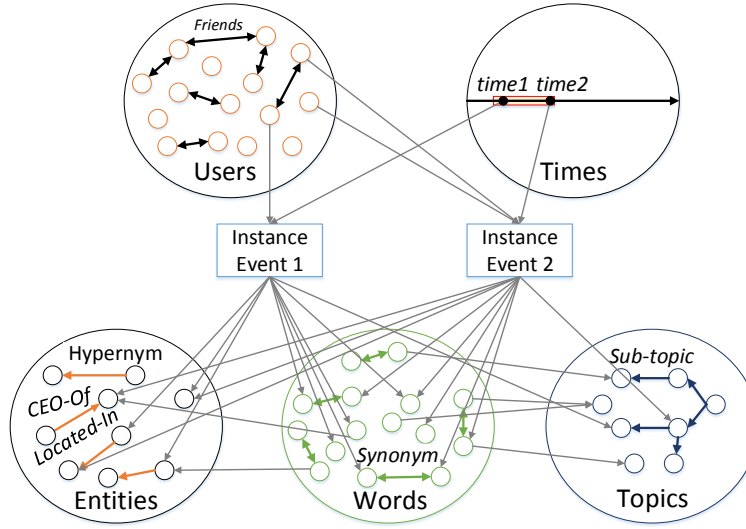 Friends
time1 time2
Users
Times
Instance
Event 1
Instance
Event 2
Hypernym
CEO-Of
Located-In
Entities
Synonym
Words
Sub-topic
Topics